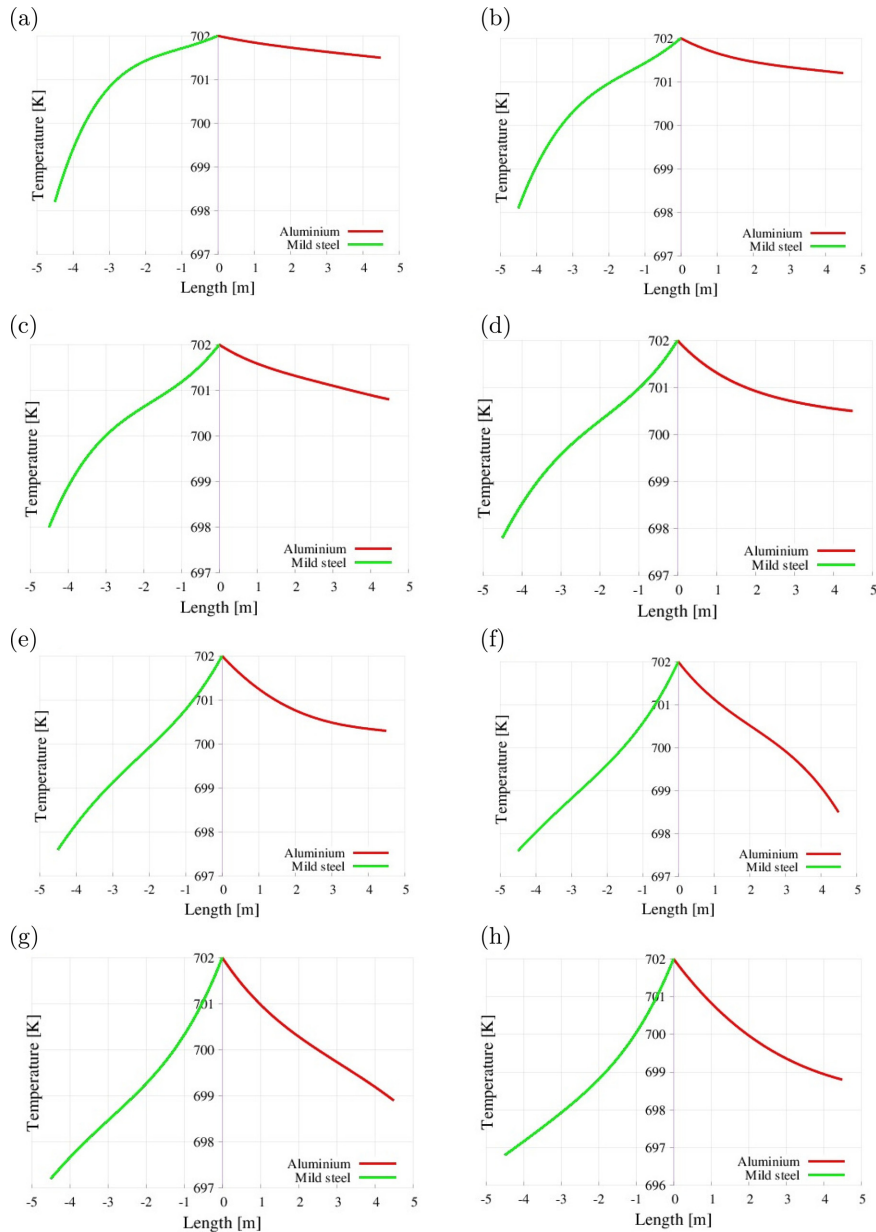 (a)
702
701
700
699
698
697
Temperature [K]
Aluminium
Mild steel
-5 -4 -3 -2 -1 0 1 2 3 4 5
Length [m]
(b)
702
701
700
699
698
697
Temperature [K]
Aluminium
Mild steel
-5 -4 -3 -2 -1 0 1 2 3 4 5
Length [m]
(c)
702
701
700
699
698
697
Temperature [K]
Aluminium
Mild steel
-5 -4 -3 -2 -1 0 1 2 3 4 5
Length [m]
(d)
702
701
700
699
698
697
Temperature [K]
Aluminium
Mild steel
-5 -4 -3 -2 -1 0 1 2 3 4 5
Length [m]
(e)
702
701
700
699
698
697
Temperature [K]
Aluminium
Mild steel
-5 -4 -3 -2 -1 0 1 2 3 4 5
Length [m]
(f)
702
701
700
699
698
697
Temperature [K]
Aluminium
Mild steel
-5 -4 -3 -2 -1 0 1 2 3 4 5
Length [m]
(g)
702
701
700
699
698
697
Temperature [K]
Aluminium
Mild steel
-5 -4 -3 -2 -1 0 1 2 3 4 5
Length [m]
(h)
702
701
700
699
698
697
696
Temperature [K]
Aluminium
Mild steel
-5 -4 -3 -2 -1 0 1 2 3 4 5
Length [m]